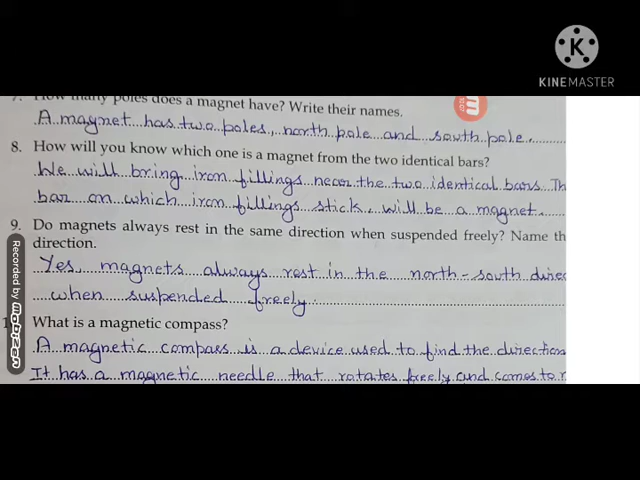 KINEMASTER
7. How many poles does a magnet have? Write their names.
A magnet has two poles, north pole and south pole.
8. How will you know which one is a magnet from the two identical bars?
We will bring iron fillings near the two identical bars. Th
bar on which iron fillings stick, will be a magnet.
9. Do magnets always rest in the same direction when suspended freely? Name th
direction.
Yes, magnets always rest in the north-south direc
when suspended freely.
What is a magnetic compass?
A magnetic compass is a device used to find the direction
It has a magnetic needle that rotates freely and comes to r
Recorded by